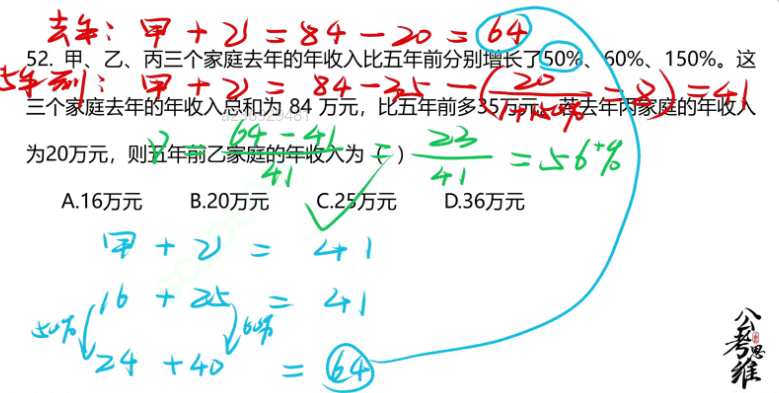 去年：甲+乙=84-20=64
52. 甲、乙、丙三个家庭去年的年收入比五年前分别增长了50%、60%、150%。这
5年前：甲+乙=84-35-(20/1+150%=8)=41
三个家庭去年的年收入总和为 84 万元，比五年前多35万元。若去年丙家庭的年收入
r=64-41/41=23/41=56+%
为20万元，则五年前乙家庭的年收入为（ ）
A.16万元 B.20万元 C.25万元 D.36万元
甲+乙=41
16+25=41
50% 60%
24+40=64
公考思维